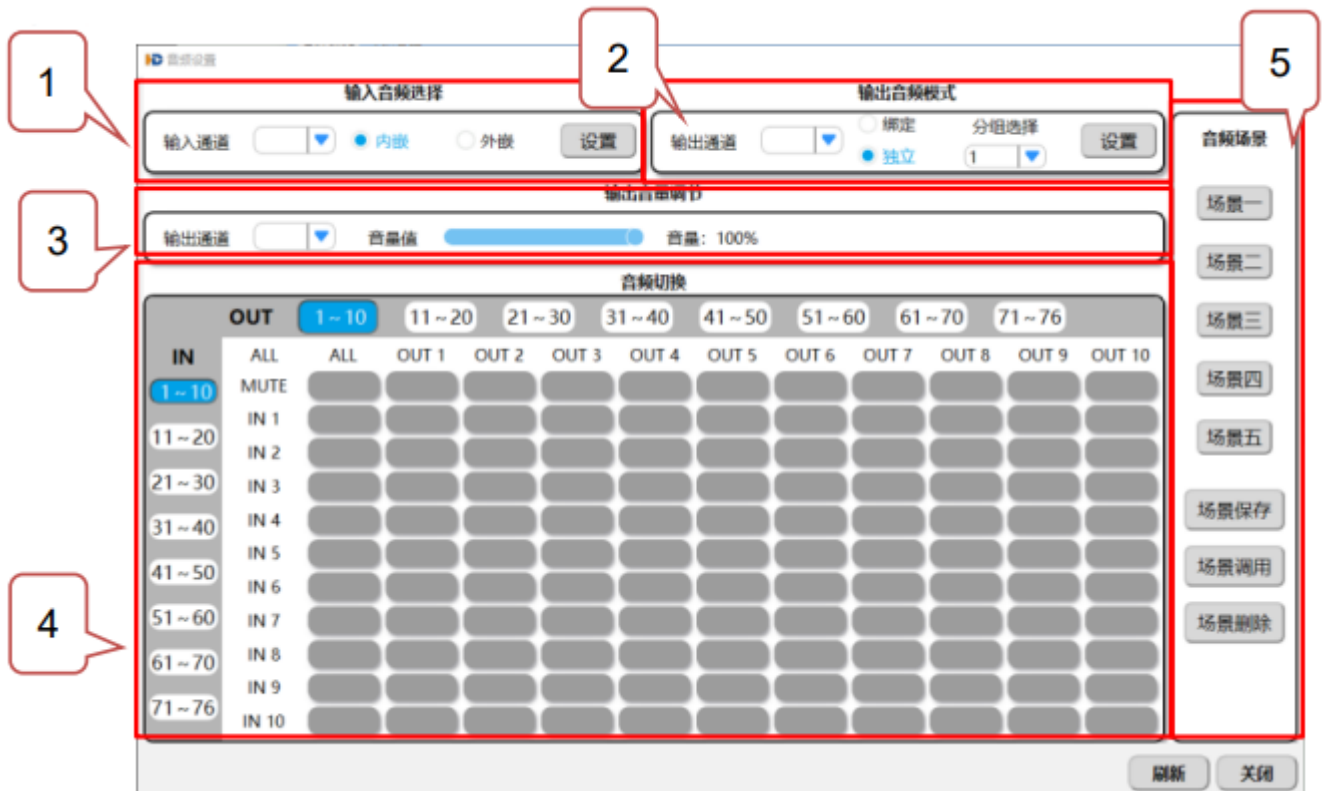 1
2
5
音频设置
输入音频选择
输出音频模式
输入通道 内嵌 外嵌 设置
输出通道 绑定 独立 分组选择 1 设置
音频场景
3
输出音量调节
输出通道 音量值 音量: 100%
场景一
场景二
场景三
场景四
场景五
场景保存
场景调用
场景删除
4
音频切换
OUT 1~10 11~20 21~30 31~40 41~50 51~60 61~70 71~76
IN ALL ALL OUT 1 OUT 2 OUT 3 OUT 4 OUT 5 OUT 6 OUT 7 OUT 8 OUT 9 OUT 10
1~10 MUTE
IN 1
11~20
IN 2
21~30 IN 3
31~40 IN 4
IN 5
41~50
IN 6
51~60 IN 7
61~70 IN 8
IN 9
71~76
IN 10
刷新 关闭